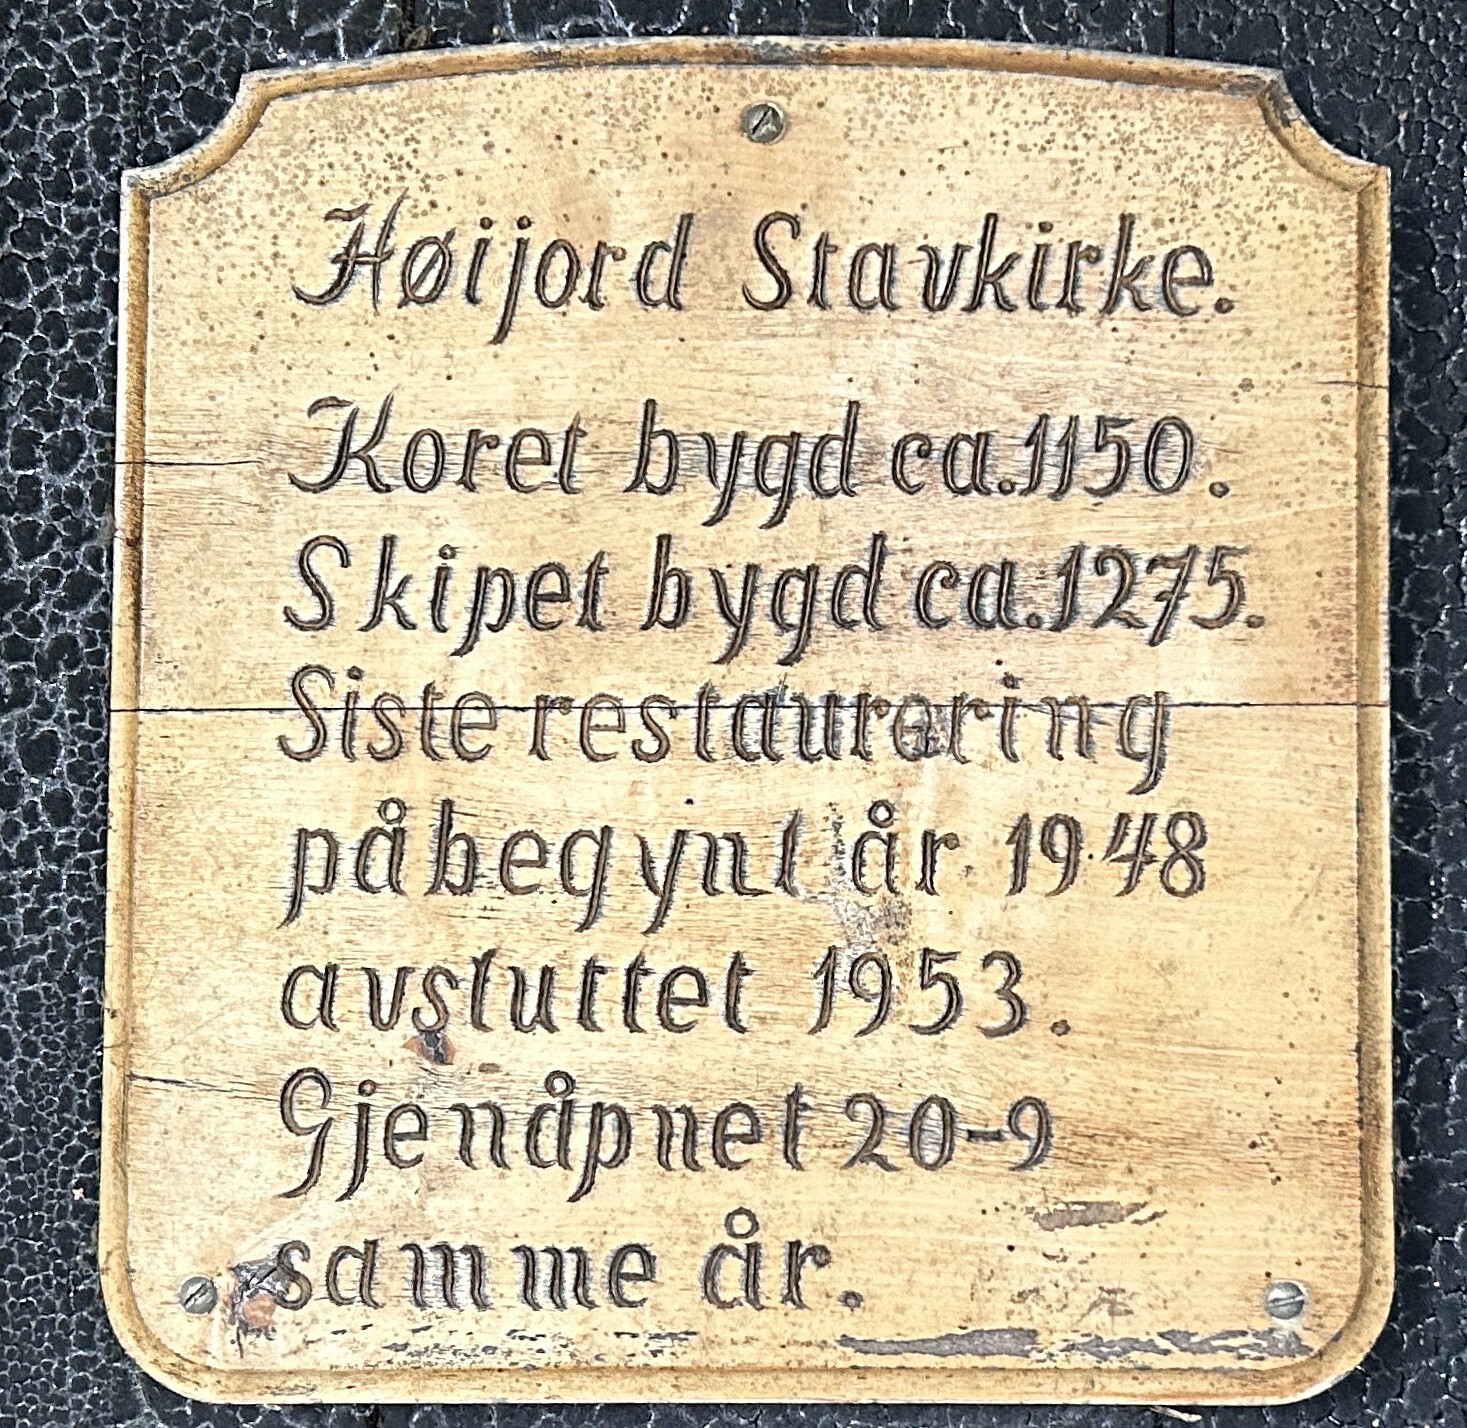 Høijord Stavkirke.
Koret bygd ca.1150.
Skipet bygd ca.1275.
Siste restaurering
påbegynt år 1948
avsluttet 1953.
Gjenåpnet 20-9
samme år.